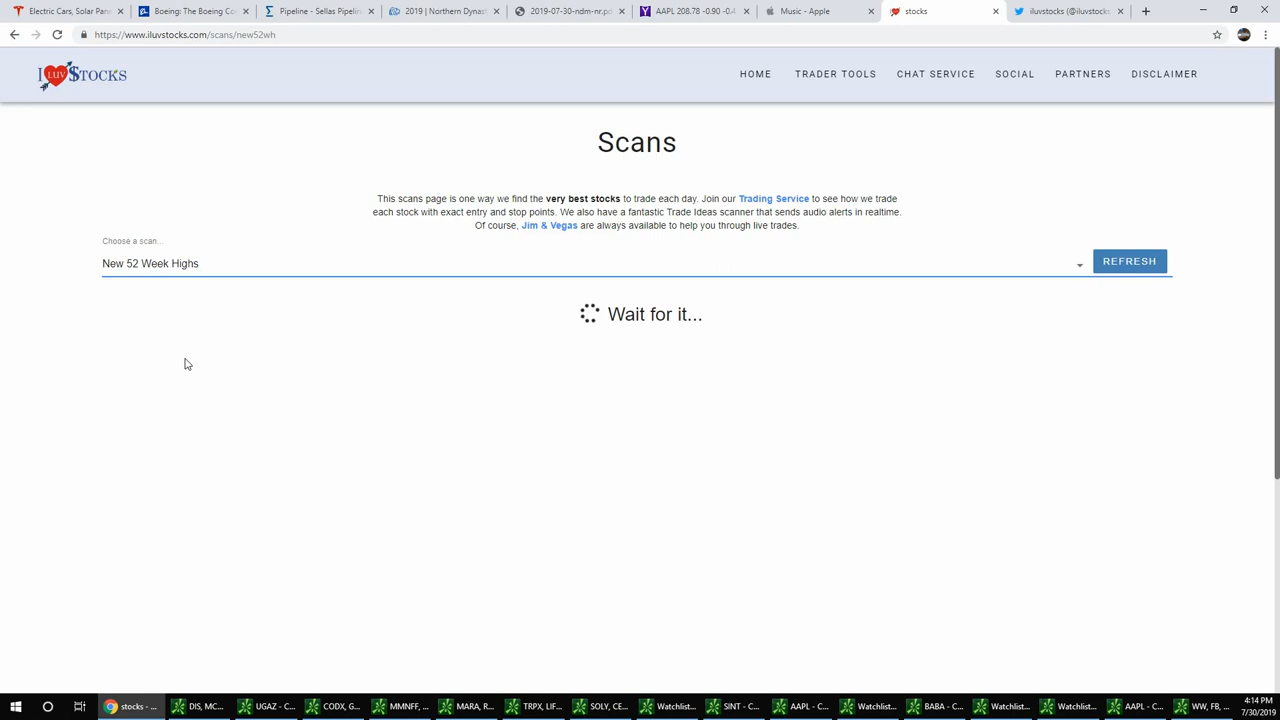 Electric Cars, Solar Pan
Boeing: The Boeing Co
Pipeline - Sellas Pipelin
2019 | Northern Dynast
2019-07-30-ndm-nr.pd
AAPL 208.78 -0.90 -0.4
Music - Apple
stocks
iluvstocks (@iluvstocks
https://www.iluvstocks.com/scans/new52wh
I LUV $TOCKS
HOME
TRADER TOOLS
CHAT SERVICE
SOCIAL
PARTNERS
DISCLAIMER
Scans
This scans page is one way we find the very best stocks to trade each day. Join our Trading Service to see how we trade
each stock with exact entry and stop points. We also have a fantastic Trade Ideas scanner that sends audio alerts in realtime.
Of course, Jim & Vegas are always available to help you through live trades.
Choose a scan...
New 52 Week Highs
REFRESH
Wait for it...
stocks - ...
DIS, MC...
UGAZ - C...
CODX, G...
MMNFF, ...
MARA, R...
TRPX, LIF...
SOLY, CE...
Watchlist...
SINT - C...
AAPL - C...
Watchlist...
BABA - C...
Watchlist...
Watchlist...
AAPL - C...
WW, FB, ...
4:14 PM
7/30/2019